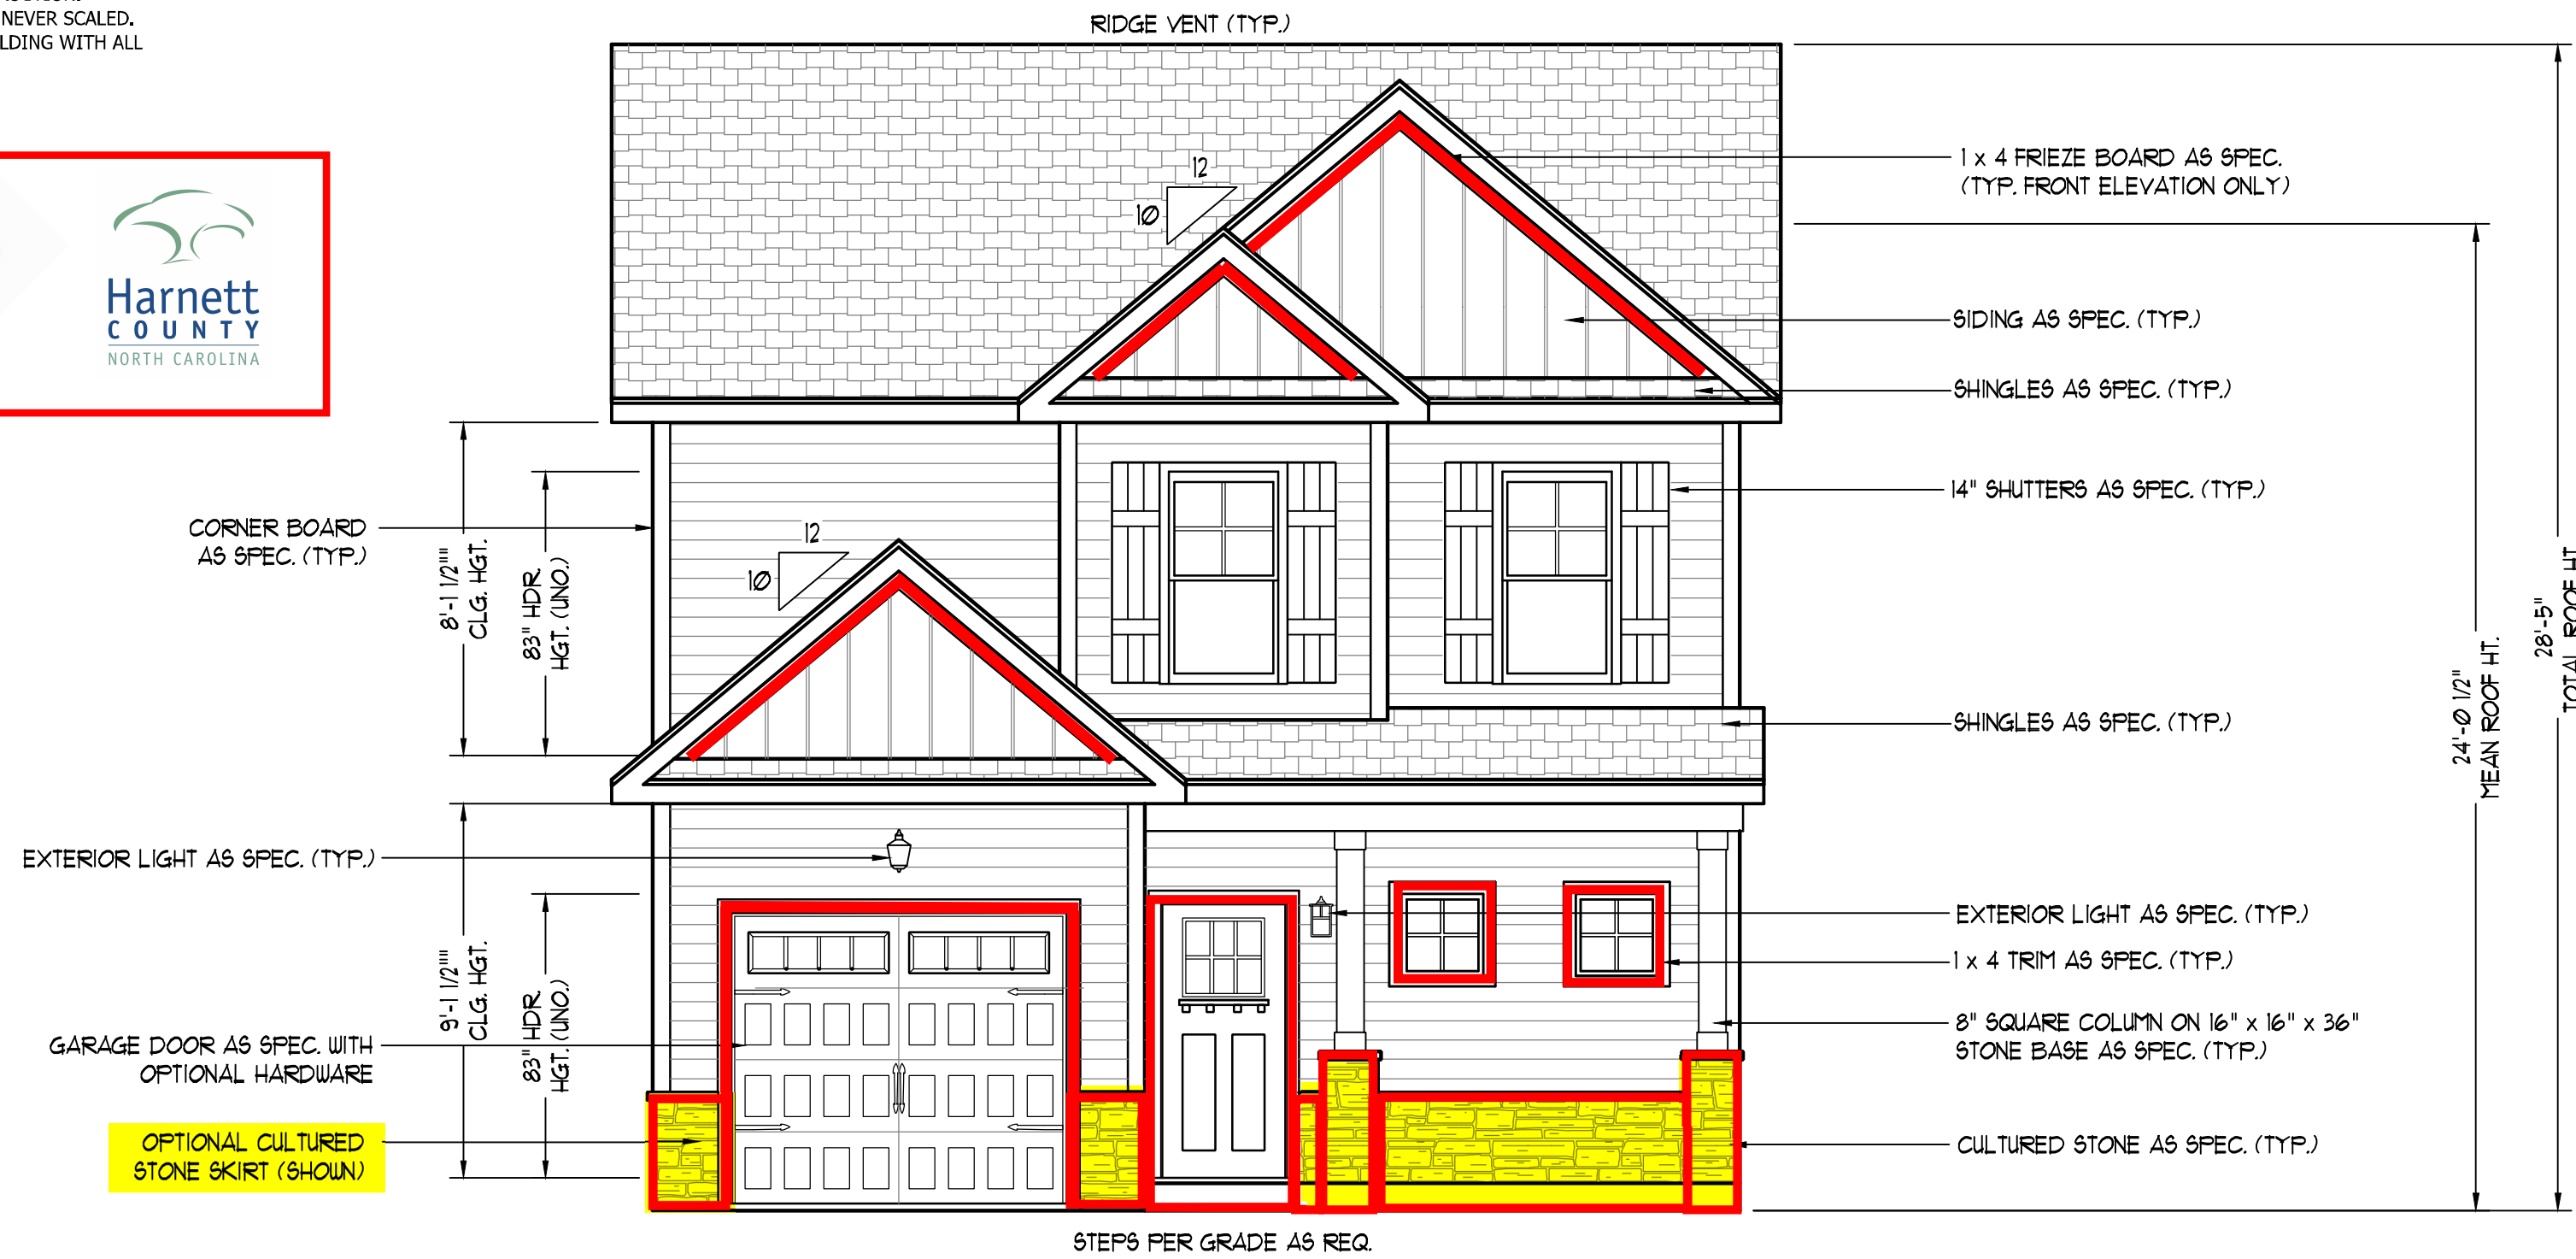 NEVER SCALED.
LDING WITH ALL
RIDGE VENT (TYP.)
Harnett
COUNTY
NORTH CAROLINA
12
10
1 x 4 FRIEZE BOARD AS SPEC.
(TYP. FRONT ELEVATION ONLY)
SIDING AS SPEC. (TYP.)
SHINGLES AS SPEC. (TYP.)
14" SHUTTERS AS SPEC. (TYP.)
CORNER BOARD
AS SPEC. (TYP.)
8'-1 1/2""
CLG. HGT.
83" HDR.
HGT. (UNO.)
12
10
SHINGLES AS SPEC. (TYP.)
24'-0 1/2"
MEAN ROOF HT.
28'-5"
TOTAL ROOF HT.
EXTERIOR LIGHT AS SPEC. (TYP.)
9'-1 1/2""
CLG. HGT.
83" HDR.
HGT. (UNO.)
EXTERIOR LIGHT AS SPEC. (TYP.)
1 x 4 TRIM AS SPEC. (TYP.)
8" SQUARE COLUMN ON 16" x 16" x 36"
STONE BASE AS SPEC. (TYP.)
GARAGE DOOR AS SPEC. WITH
OPTIONAL HARDWARE
OPTIONAL CULTURED
STONE SKIRT (SHOWN)
CULTURED STONE AS SPEC. (TYP.)
STEPS PER GRADE AS REQ.